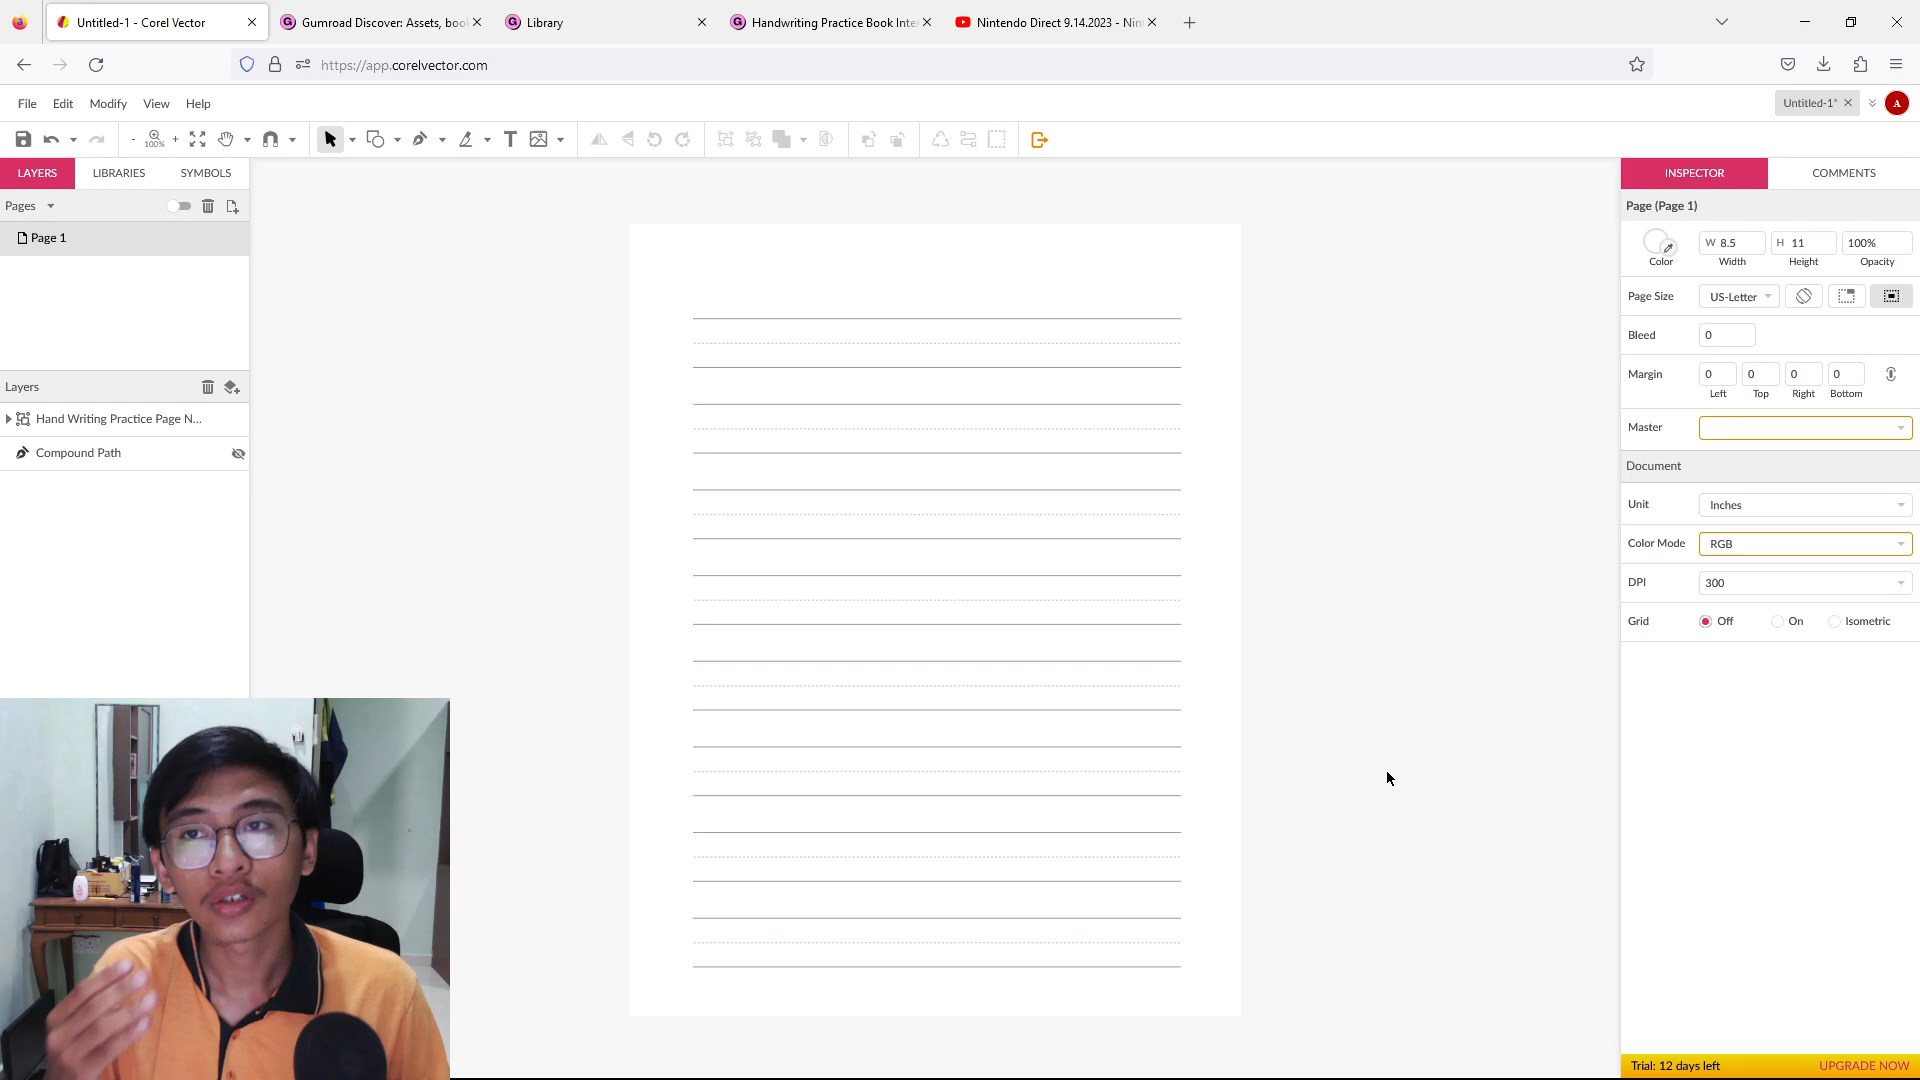 Untitled-1 - Corel Vector
Gumroad Discover: Assets, boo
Library
Handwriting Practice Book Inte
Nintendo Direct 9.14.2023 - Nin
https://app.corelvector.com
File Edit Modify View Help
Untitled-1*
A
100%
LAYERS LIBRARIES SYMBOLS
INSPECTOR COMMENTS
Pages
Page (Page 1)
Page 1
W 8.5 H 11 100%
Color Width Height Opacity
Page Size US-Letter
Bleed 0
Layers
Margin 0 0 0 0
Left Top Right Bottom
Hand Writing Practice Page N...
Master
Compound Path
Document
Unit Inches
Color Mode RGB
DPI 300
Grid Off On Isometric
Trial: 12 days left UPGRADE NOW